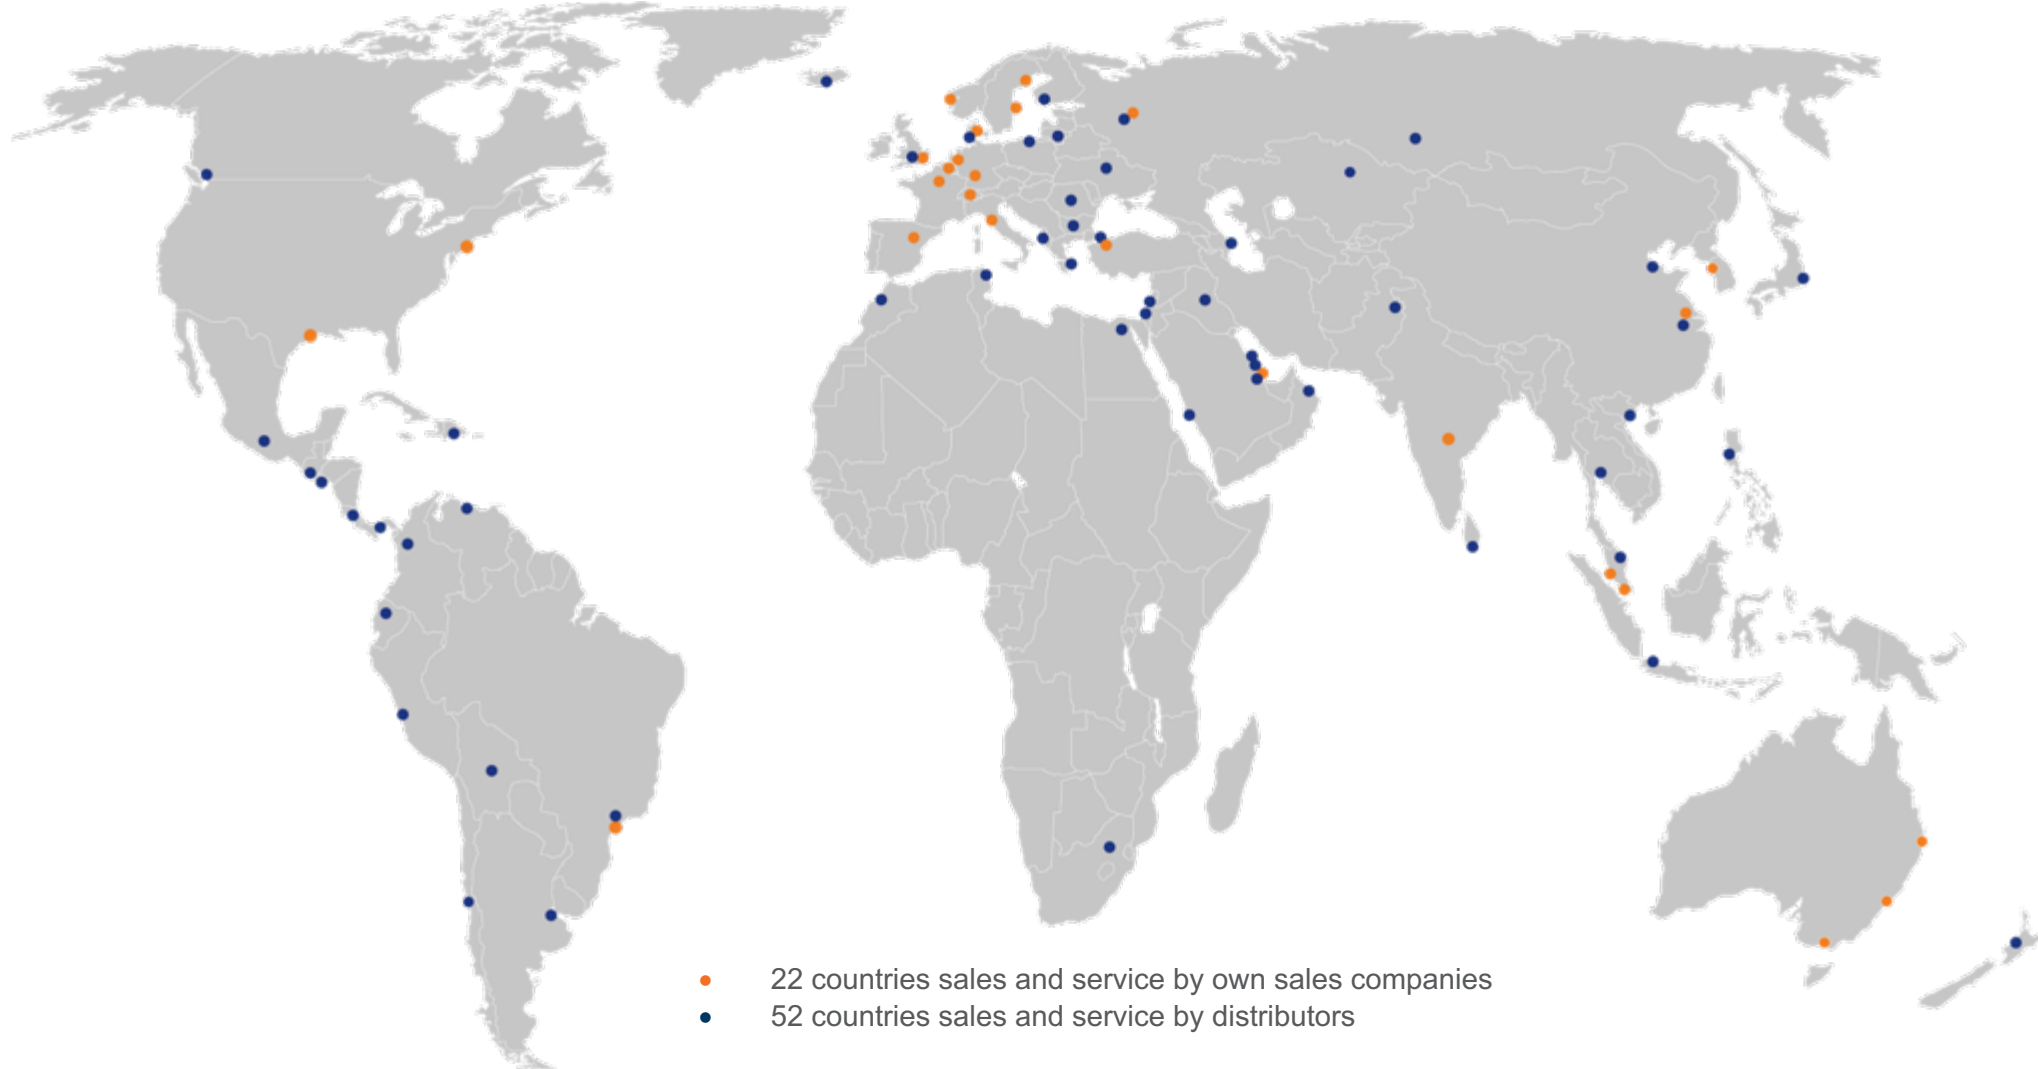 22 countries sales and service by own sales companies
52 countries sales and service by distributors